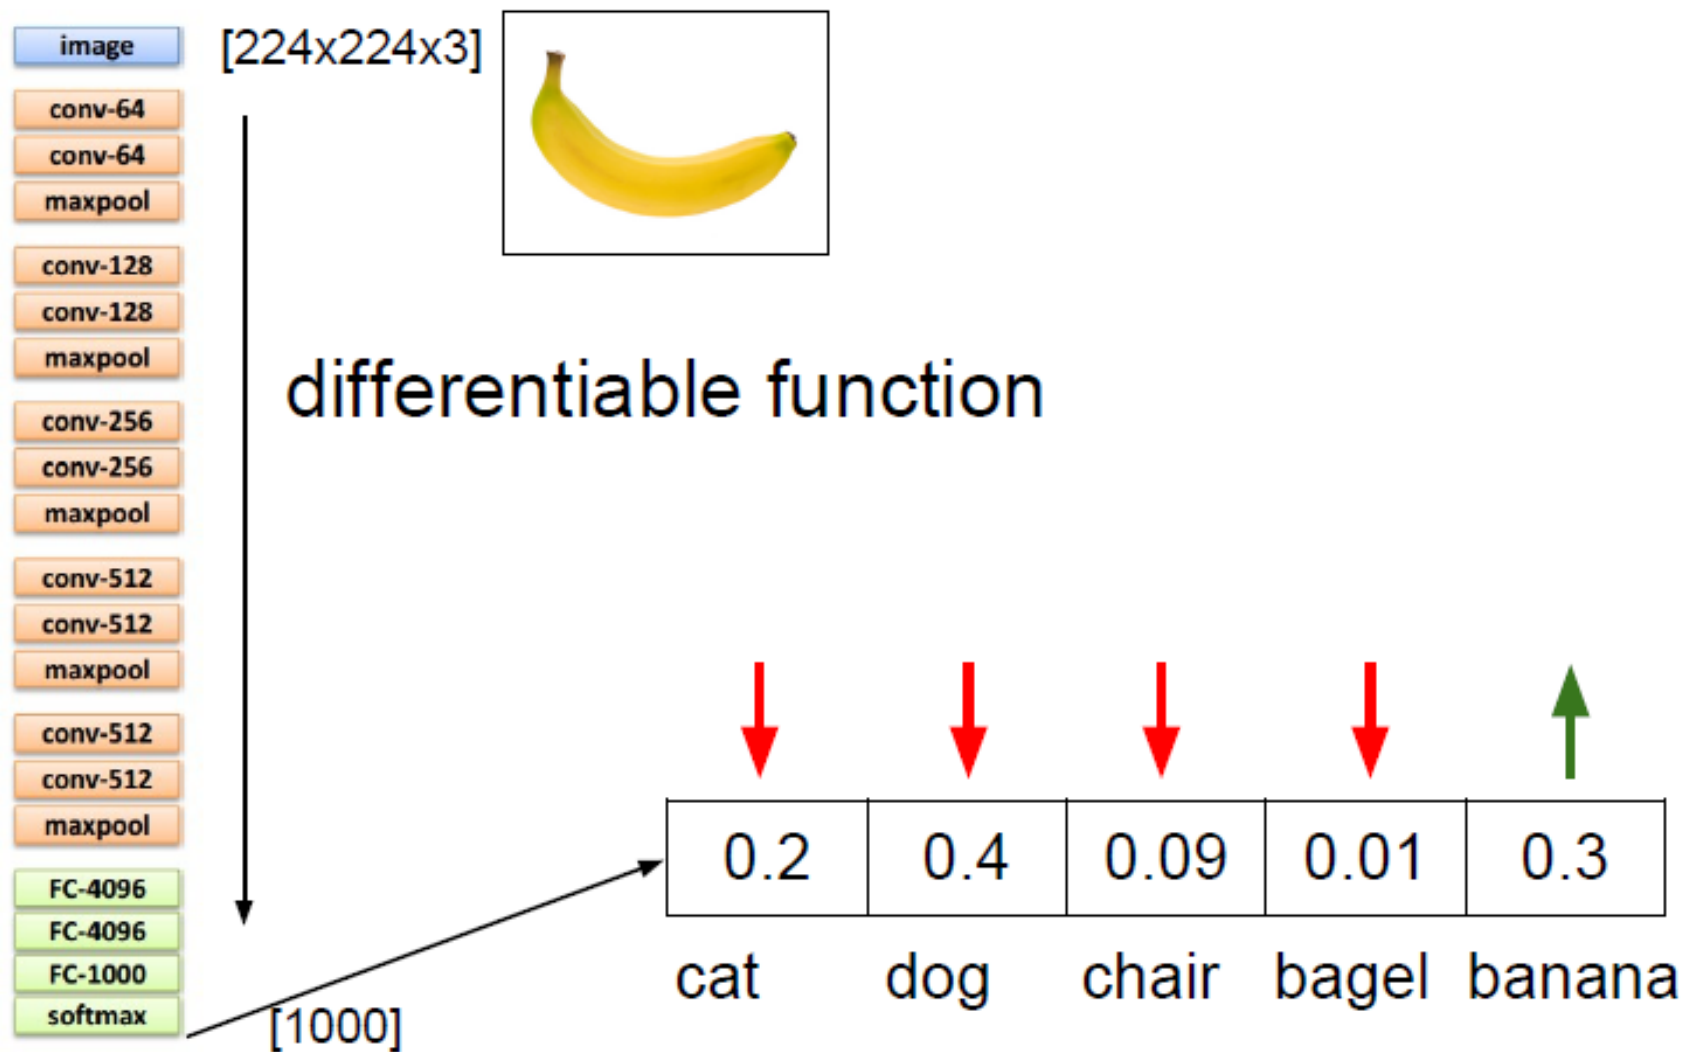 image
[224x224x3]
conv-64
conv-64
maxpool
conv-128
conv-128
maxpool
differentiable function
conv-256
conv-256
maxpool
conv-512
conv-512
maxpool
conv-512
conv-512
maxpool
FC-4096
FC-4096
FC-1000
softmax
[1000]
0.2 0.4 0.09 0.01 0.3
cat dog chair bagel banana